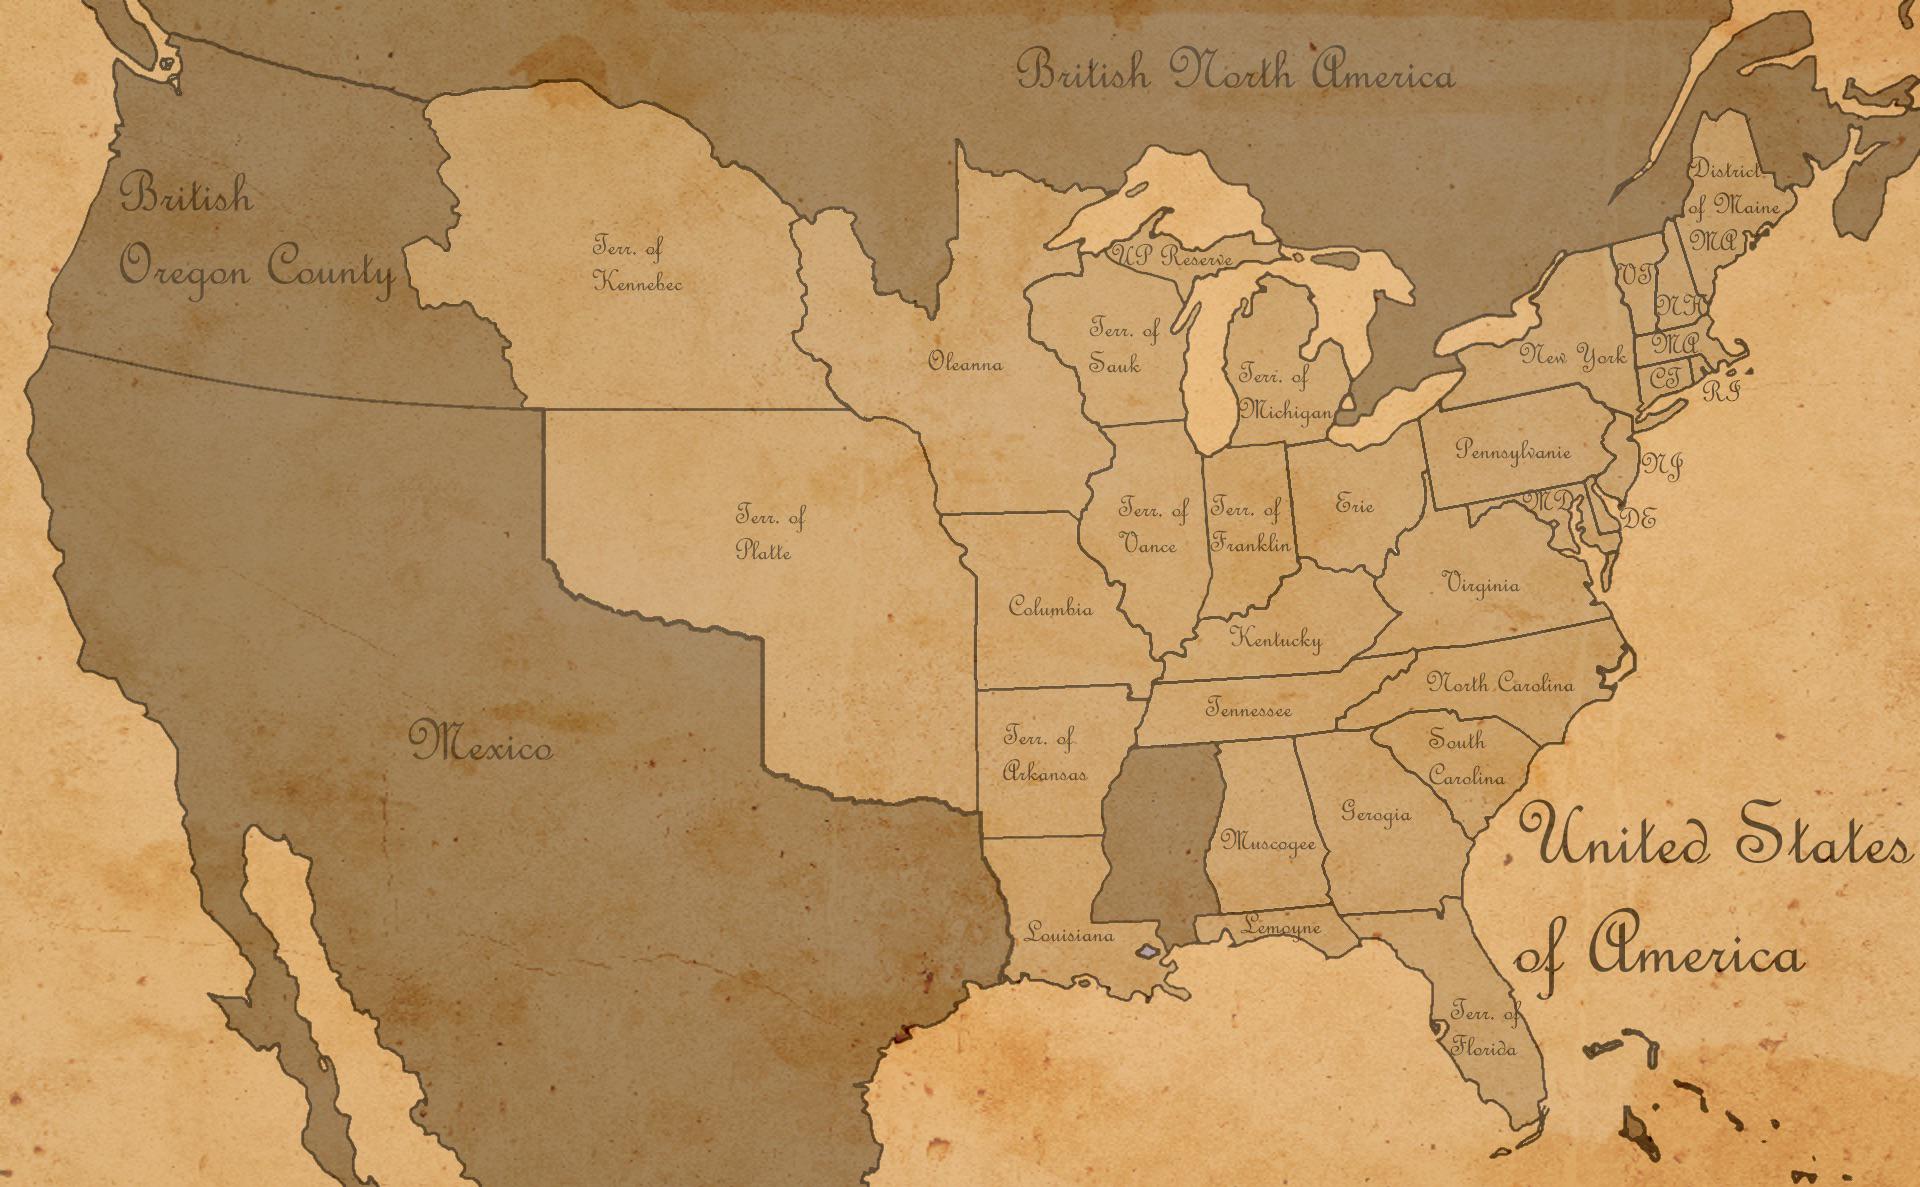 British North America
British
Oregon County
Terr. of
Kennebec
District
of Maine
MA
UP Reserve
VT
NH
Oleanna
Terr. of
Sauk
Terr. of
Michigan
New York
MA
CT
RI
Pennsylvanie
NJ
Terr. of
Platte
Terr. of
Vance
Terr. of
Franklin
Erie
MD
DE
Columbia
Virginia
Kentucky
Mexico
Tennessee
North Carolina
Terr. of
Arkansas
South
Carolina
Muscogee
Gerogia
Louisiana
Lemoyne
Terr. of
Florida
United States
of America